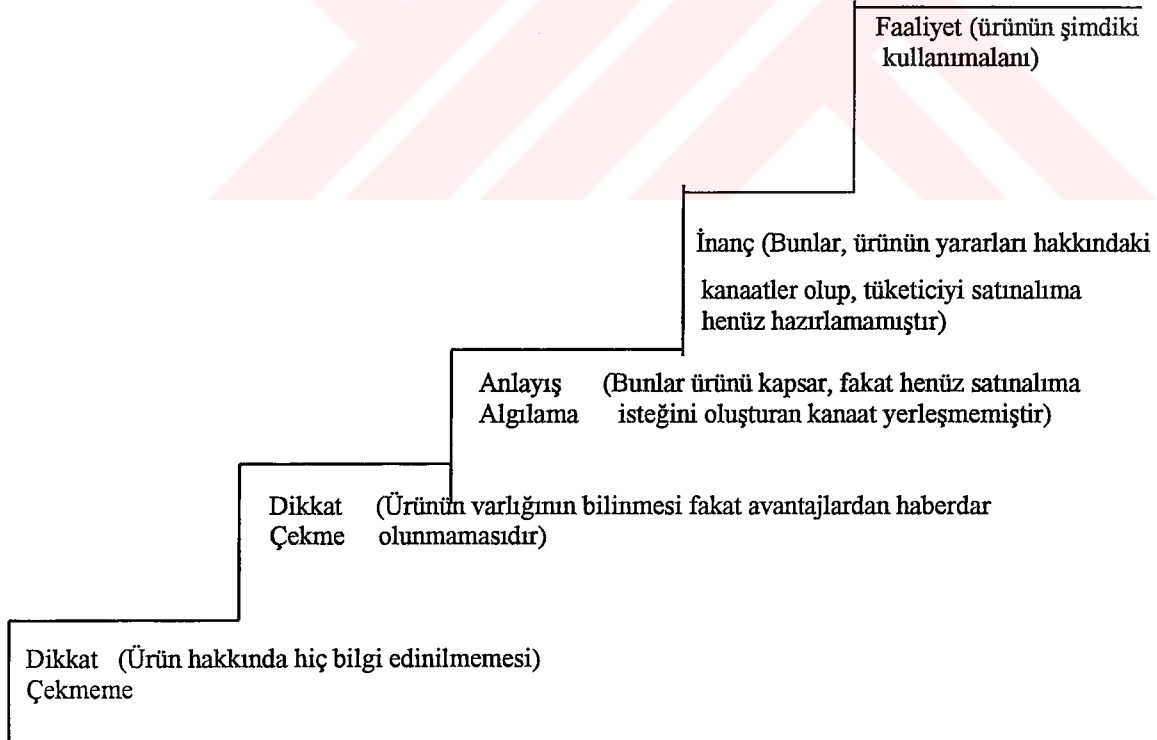 Faaliyet (ürünün şimdiki
kullanımalanı)
İnanç (Bunlar, ürünün yararları hakkındaki
kanaatler olup, tüketiciyi satınalıma
henüz hazırlamamıştır)
Anlayış (Bunlar ürünü kapsar, fakat henüz satınalıma
Algılama isteğini oluşturan kanaat yerleşmemiştir)
Dikkat (Ürünün varlığının bilinmesi fakat avantajlardan haberdar
Çekme olunmamasıdır)
Dikkat (Ürün hakkında hiç bilgi edinilmemesi)
Çekmeme